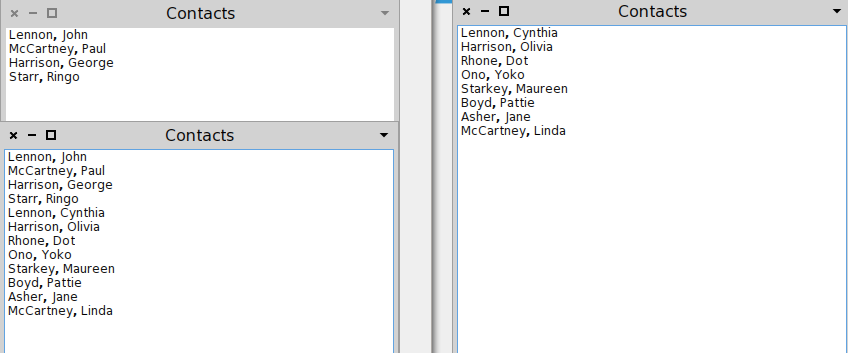 Contacts
Lennon, John
McCartney, Paul
Harrison, George
Starr, Ringo
Contacts
Lennon, John
McCartney, Paul
Harrison, George
Starr, Ringo
Lennon, Cynthia
Harrison, Olivia
Rhone, Dot
Ono, Yoko
Starkey, Maureen
Boyd, Pattie
Asher, Jane
McCartney, Linda
Contacts
Lennon, Cynthia
Harrison, Olivia
Rhone, Dot
Ono, Yoko
Starkey, Maureen
Boyd, Pattie
Asher, Jane
McCartney, Linda